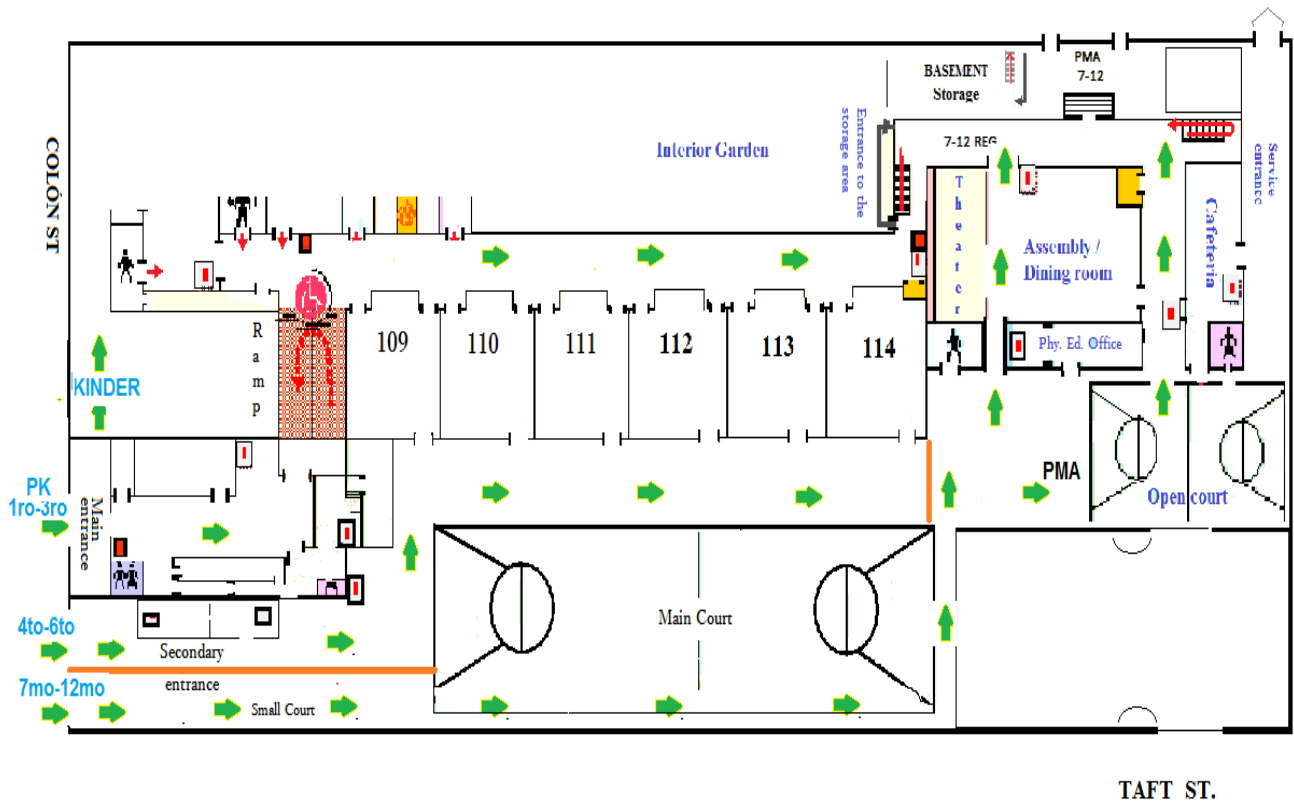 BASEMENT
Storage
PMA
7-12
COLÓN ST
Interior Garden
Entrance to the
storage area
7-12 REG
Service
entrance
Theater
Assembly /
Dining room
Cafeteria
Ramp
109
110
111
112
113
114
Phy. Ed. Office
KINDER
PK
1ro-3ro
Main
entrance
PMA
Open court
4to-6to
Secondary
entrance
Main Court
7mo-12mo
Small Court
TAFT ST.